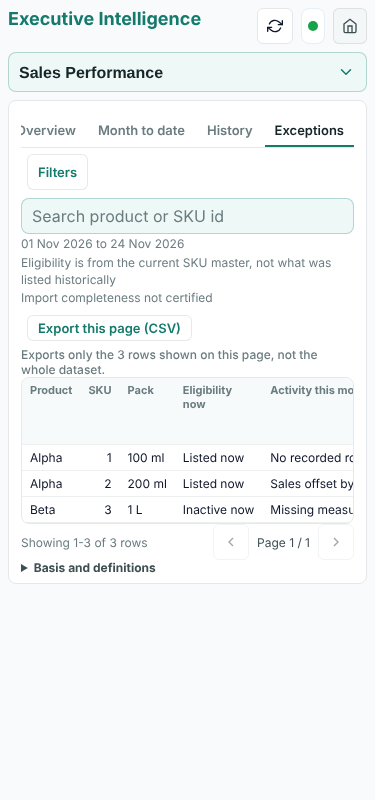 Executive Intelligence
Sales Performance
Overview Month to date History Exceptions
Filters
Search product or SKU id
01 Nov 2026 to 24 Nov 2026
Eligibility is from the current SKU master, not what was
listed historically
Import completeness not certified
Export this page (CSV)
Exports only the 3 rows shown on this page, not the
whole dataset.
Product SKU Pack Eligibility now Activity this mo
Alpha 1 100 ml Listed now No recorded
Alpha 2 200 ml Listed now Sales offset by
Beta 3 1 L Inactive now Missing
Showing 1-3 of 3 rows Page 1 / 1
Basis and definitions